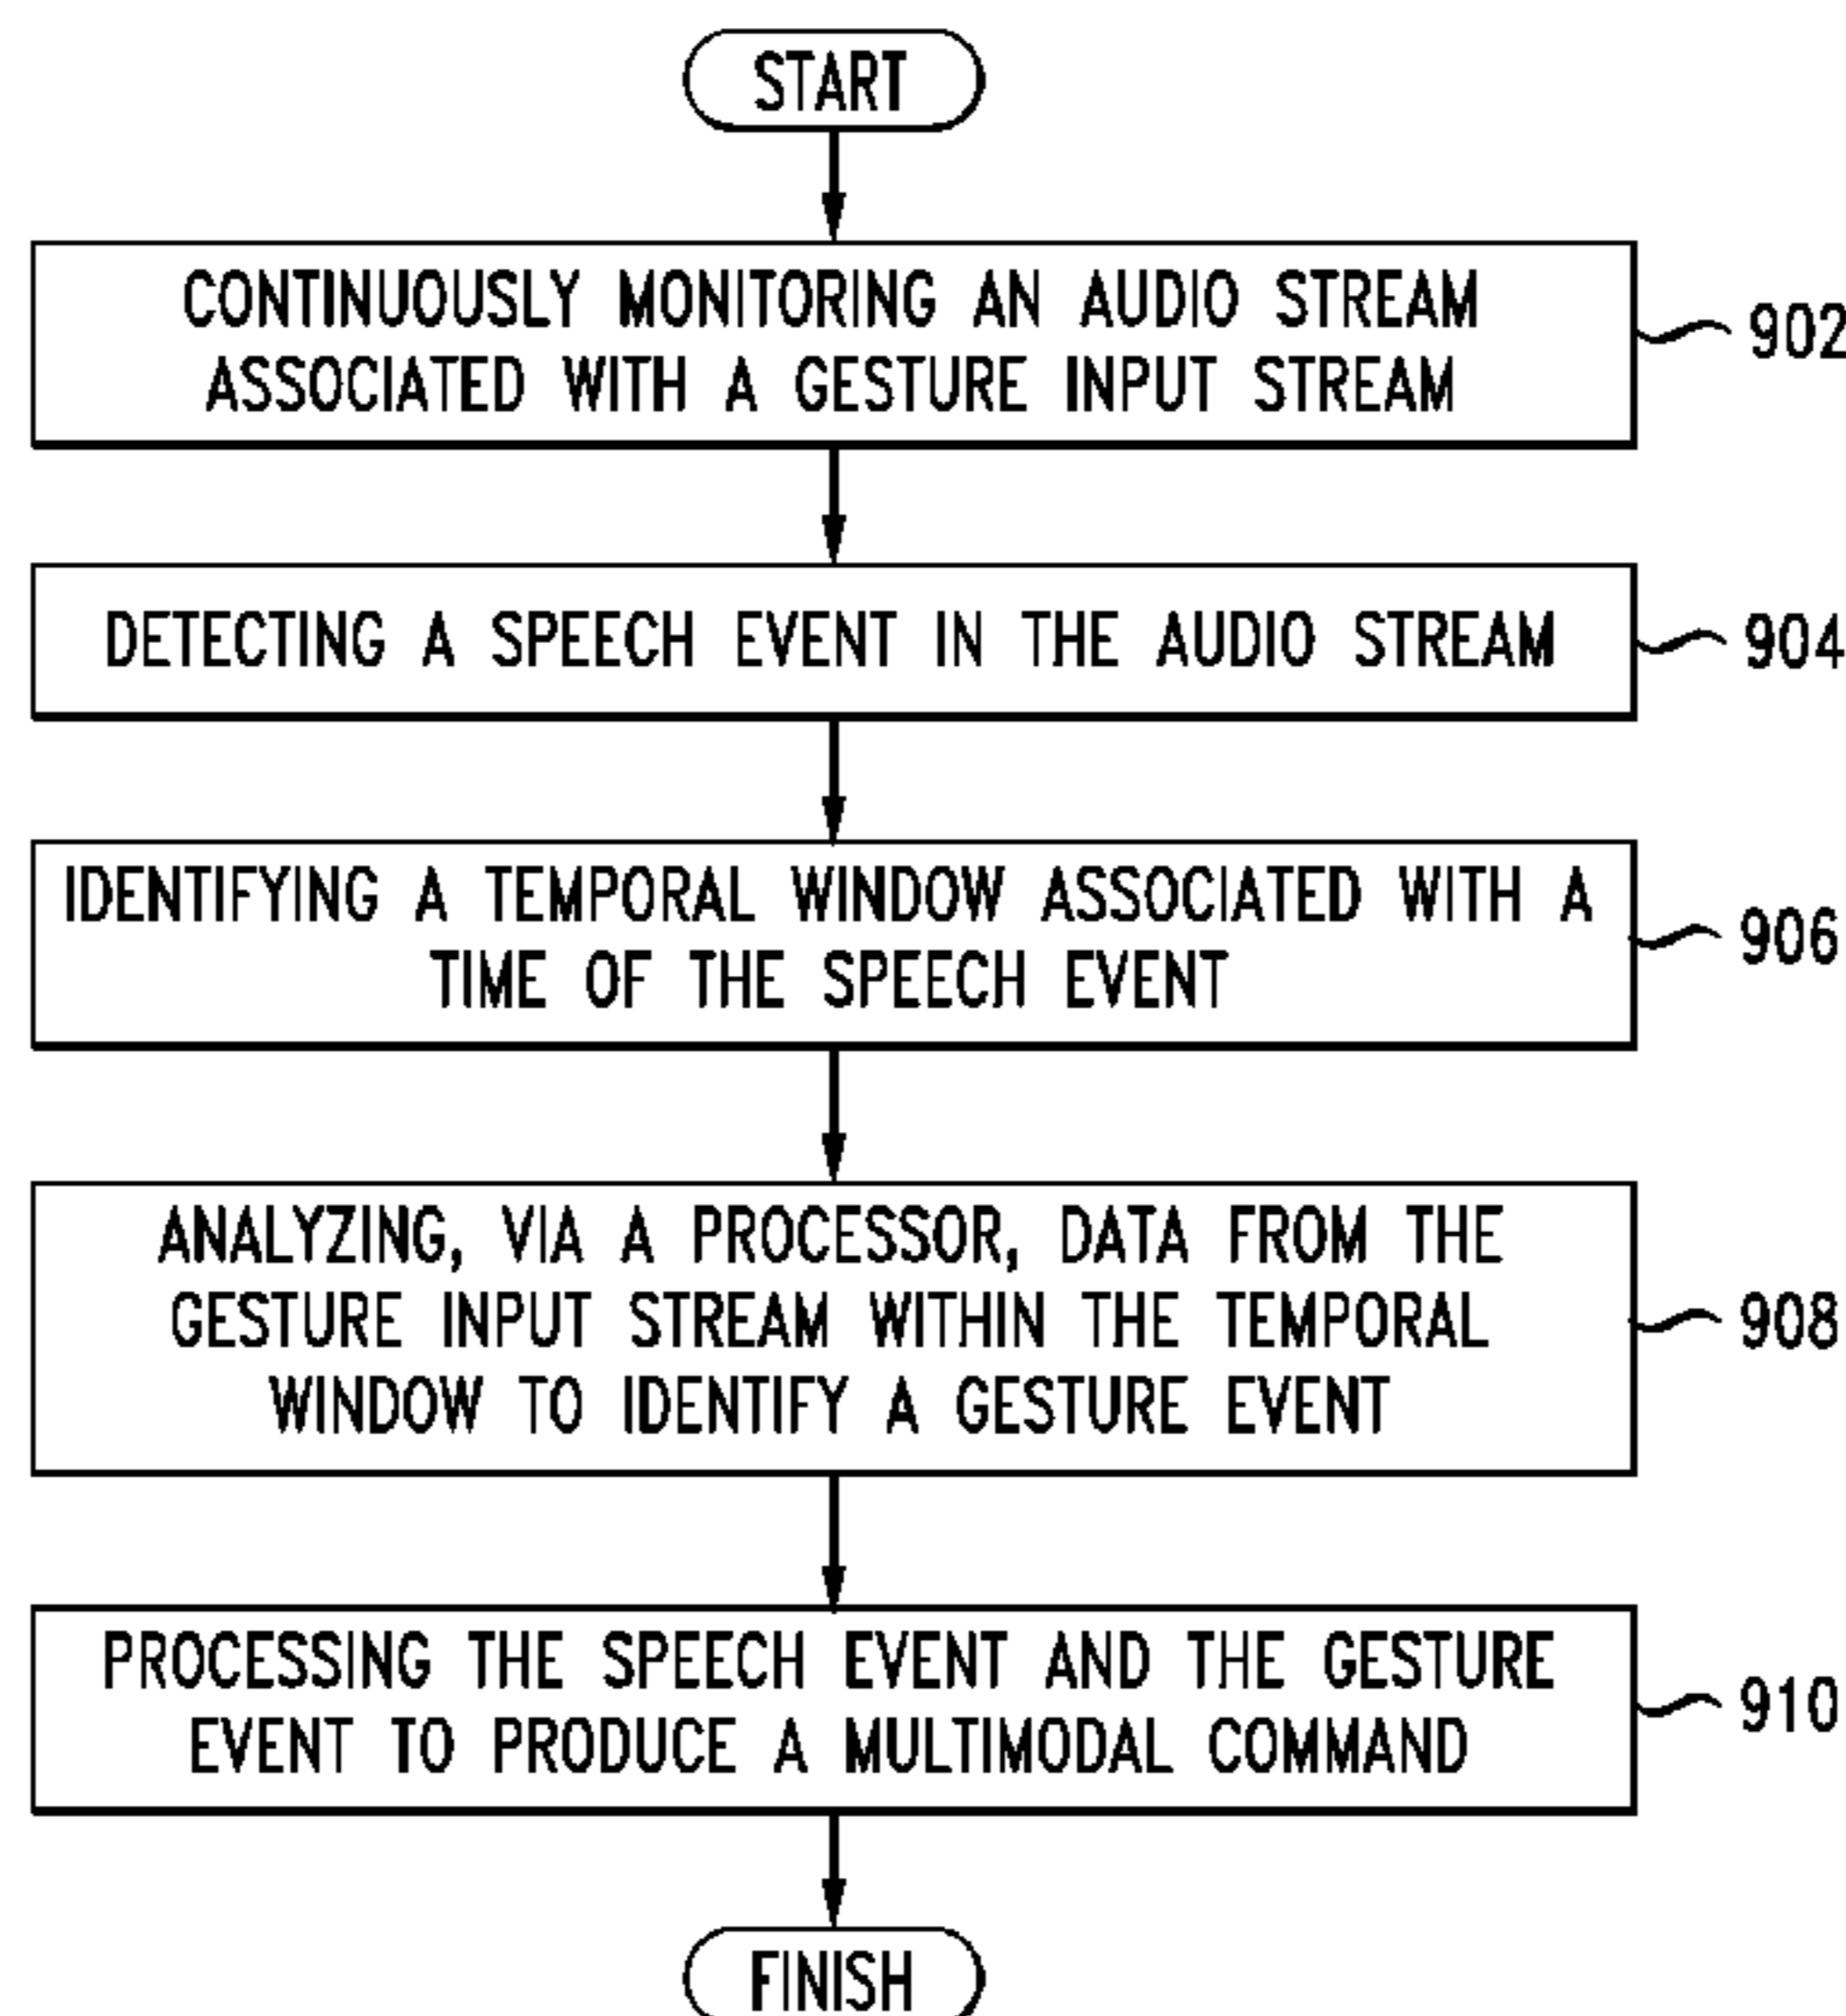 START
CONTINUOUSLY MONITORING AN AUDIO STREAM
ASSOCIATED WITH A GESTURE INPUT STREAM
902
DETECTING A SPEECH EVENT IN THE AUDIO STREAM
904
IDENTIFYING A TEMPORAL WINDOW ASSOCIATED WITH A
TIME OF THE SPEECH EVENT
906
ANALYZING, VIA A PROCESSOR, DATA FROM THE
GESTURE INPUT STREAM WITHIN THE TEMPORAL
WINDOW TO IDENTIFY A GESTURE EVENT
908
PROCESSING THE SPEECH EVENT AND THE GESTURE
EVENT TO PRODUCE A MULTIMODAL COMMAND
910
FINISH